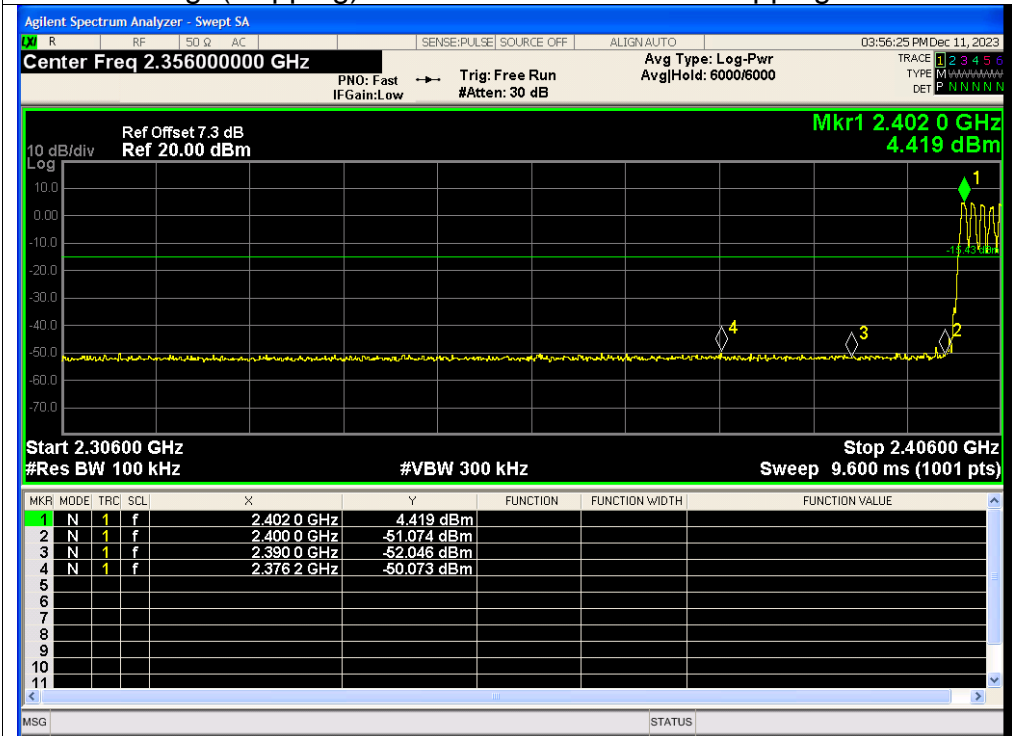 Agilent Spectrum Analyzer - Swept SA
LXI R RF 50 Ω AC SENSE:PULSE SOURCE OFF ALIGNAUTO 03:56:25 PM Dec 11, 2023
Center Freq 2.356000000 GHz
PNO: Fast
IFGain:Low
Trig: Free Run
#Atten: 30 dB
Avg Type: Log-Pwr
Avg|Hold: 6000/6000
TRACE 1 2 3 4 5 6
TYPE M
DET P N N N N N
Ref Offset 7.3 dB
Ref 20.00 dBm
Mkr1 2.402 0 GHz
4.419 dBm
10 dB/div
Log
10.0
0.00
-10.0
-20.0
-30.0
-40.0
-50.0
-60.0
-70.0
1
-15.43 dBm
4
3
2
Start 2.30600 GHz
Stop 2.40600 GHz
#Res BW 100 kHz
#VBW 300 kHz
Sweep 9.600 ms (1001 pts)
MKR MODE TRC SCL X Y FUNCTION FUNCTION WIDTH FUNCTION VALUE
1 N 1 f 2.402 0 GHz 4.419 dBm
2 N 1 f 2.400 0 GHz -51.074 dBm
3 N 1 f 2.390 0 GHz -52.046 dBm
4 N 1 f 2.376 2 GHz -50.073 dBm
5
6
7
8
9
10
11
MSG STATUS